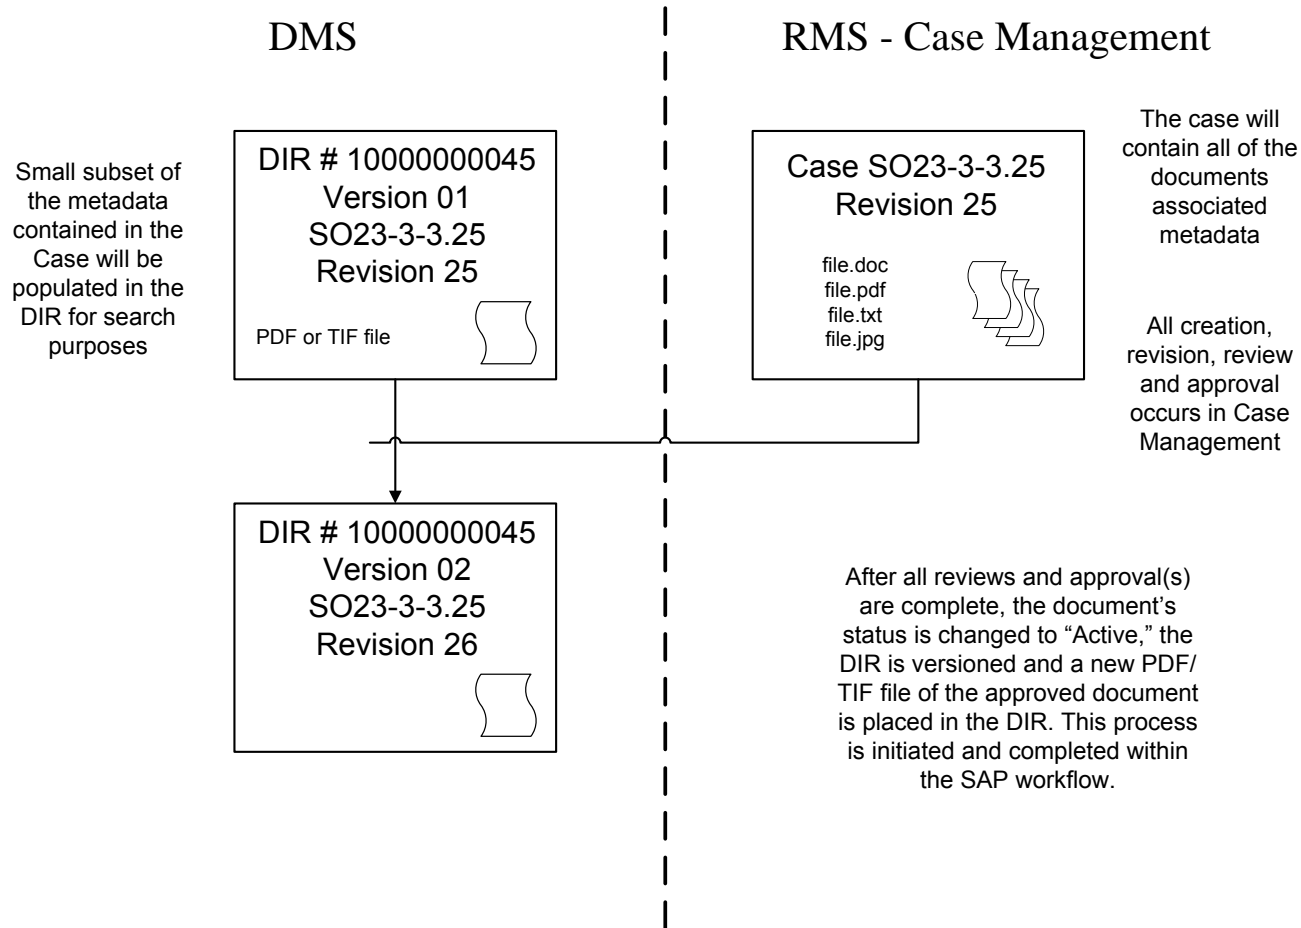 DMS
RMS - Case Management
Small subset of
the metadata
contained in the
Case will be
populated in the
DIR for search
purposes
DIR # 10000000045
Version 01
SO23-3-3.25
Revision 25
PDF or TIF file
Case SO23-3-3.25
Revision 25
file.doc
file.pdf
file.txt
file.jpg
The case will
contain all of the
documents
associated
metadata
All creation,
revision, review
and approval
occurs in Case
Management
DIR # 10000000045
Version 02
SO23-3-3.25
Revision 26
After all reviews and approval(s)
are complete, the document’s
status is changed to “Active,” the
DIR is versioned and a new PDF/
TIF file of the approved document
is placed in the DIR. This process
is initiated and completed within
the SAP workflow.